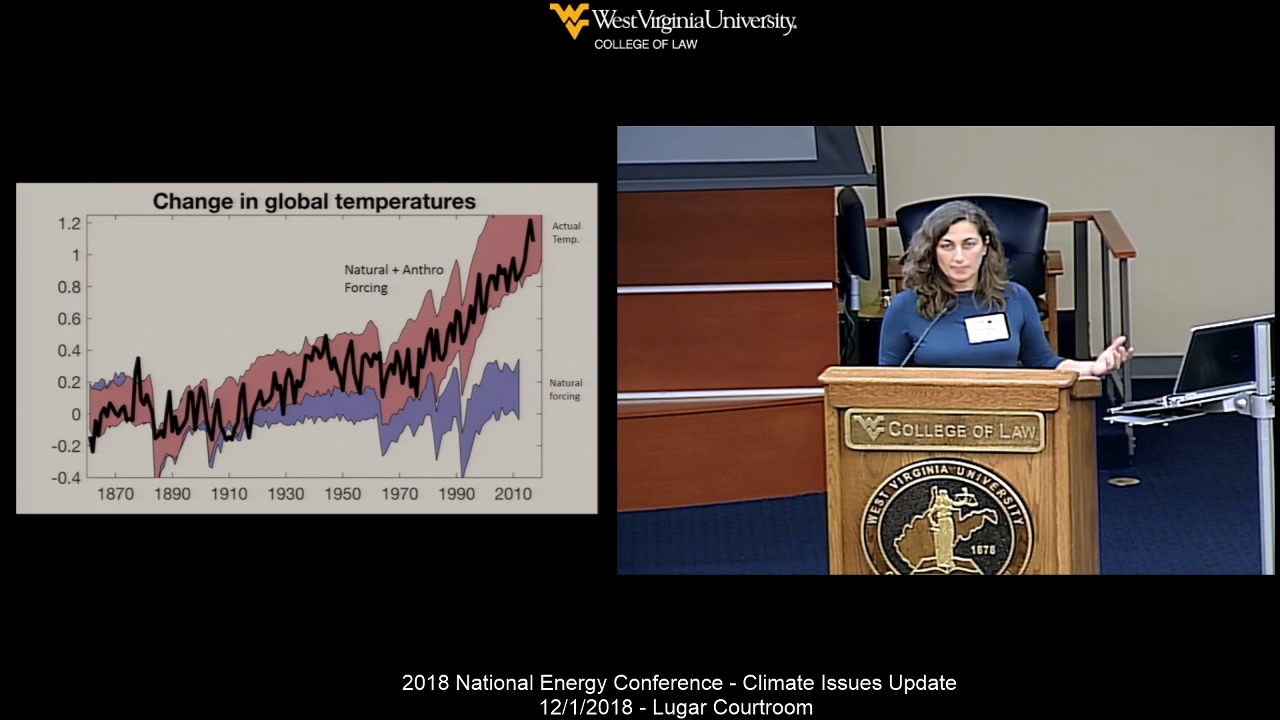 West Virginia University.
COLLEGE OF LAW
Change in global temperatures
1.2
1
0.8
0.6
0.4
0.2
0
-0.2
-0.4
1870 1890 1910 1930 1950 1970 1990 2010
Natural + Anthro
Forcing
Actual
Temp.
Natural
forcing
WV COLLEGE OF LAW
WEST VIRGINIA UNIVERSITY
1878
2018 National Energy Conference - Climate Issues Update
12/1/2018 - Lugar Courtroom